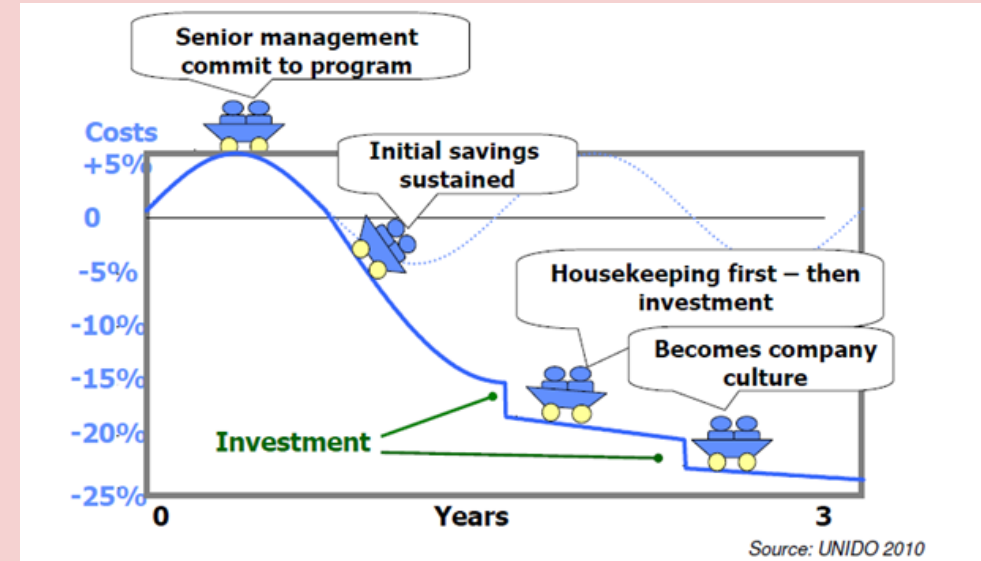 Senior management
commit to program
Costs
+5%
Initial savings
sustained
0
-5%
Housekeeping first – then
investment
-10%
Becomes company
culture
-15%
-20%
Investment
-25%
0
Years
3
Source: UNIDO 2010